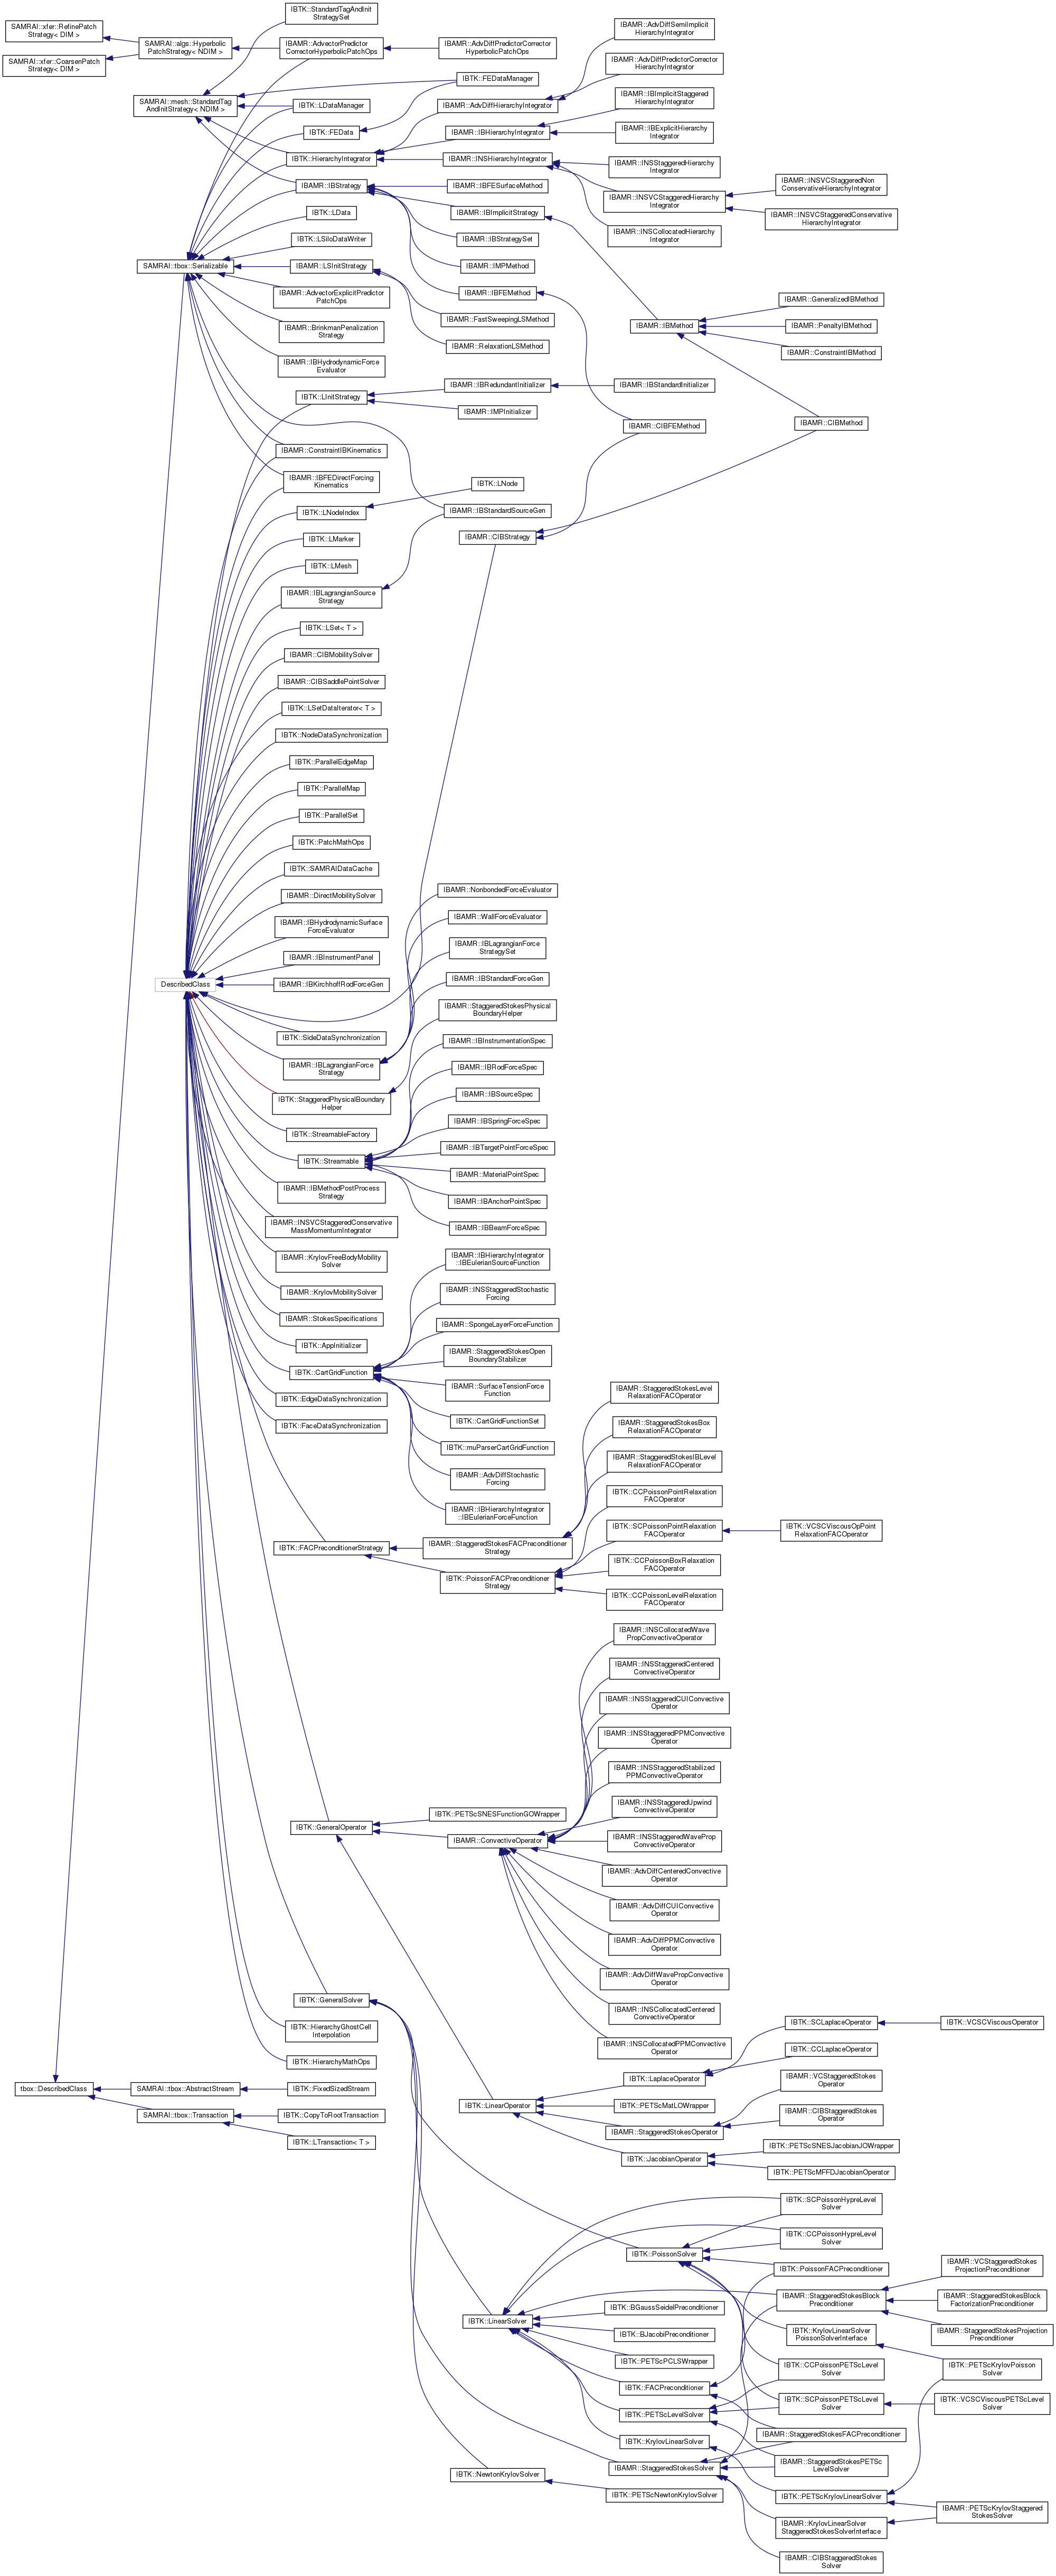 SAMRAI::xfer::RefinePatch
Strategy< DIM >
SAMRAI::xfer::CoarsenPatch
Strategy< DIM >
SAMRAI::algs::Hyperbolic
PatchStrategy< NDIM >
SAMRAI::mesh::StandardTag
AndInitStrategy< NDIM >
SAMRAI::tbox::Serializable
DescribedClass
tbox::DescribedClass
SAMRAI::tbox::AbstractStream
SAMRAI::tbox::Transaction
IBTK::StandardTagAndInit
StrategySet
IBAMR::AdvectorPredictor
CorrectorHyperbolicPatchOps
IBTK::LDataManager
IBTK::FEData
IBTK::HierarchyIntegrator
IBAMR::IBStrategy
IBTK::LData
IBTK::LSiloDataWriter
IBAMR::LSInitStrategy
IBAMR::AdvectorExplicitPredictor
PatchOps
IBAMR::BrinkmanPenalization
Strategy
IBAMR::IBHydrodynamicForce
Evaluator
IBTK::LInitStrategy
IBAMR::ConstraintIBKinematics
IBAMR::IBFEDirectForcing
Kinematics
IBTK::LNodeIndex
IBTK::LMarker
IBTK::LMesh
IBAMR::IBLagrangianSource
Strategy
IBTK::LSet< T >
IBAMR::CIBMobilitySolver
IBAMR::CIBSaddlePointSolver
IBTK::LSetDataIterator< T >
IBTK::NodeDataSynchronization
IBTK::ParallelEdgeMap
IBTK::ParallelMap
IBTK::ParallelSet
IBTK::PatchMathOps
IBTK::SAMRAIDataCache
IBAMR::DirectMobilitySolver
IBAMR::IBHydrodynamicSurface
ForceEvaluator
IBAMR::IBInstrumentPanel
IBAMR::IBKirchhoffRodForceGen
IBTK::SideDataSynchronization
IBAMR::IBLagrangianForce
Strategy
IBTK::StaggeredPhysicalBoundary
Helper
IBTK::StreamableFactory
IBTK::Streamable
IBAMR::IBMethodPostProcess
Strategy
IBAMR::INSVCStaggeredConservative
MassMomentumIntegrator
IBAMR::KrylovFreeBodyMobility
Solver
IBAMR::KrylovMobilitySolver
IBAMR::StokesSpecifications
IBTK::AppInitializer
IBTK::CartGridFunction
IBTK::EdgeDataSynchronization
IBTK::FaceDataSynchronization
IBTK::FACPreconditionerStrategy
IBTK::GeneralOperator
IBTK::GeneralSolver
IBTK::HierarchyGhostCell
Interpolation
IBTK::HierarchyMathOps
IBTK::FixedSizedStream
IBTK::CopyToRootTransaction
IBTK::LTransaction< T >
IBAMR::AdvDiffPredictorCorrector
HyperbolicPatchOps
IBTK::FEDataManager
IBAMR::AdvDiffHierarchyIntegrator
IBAMR::IBHierarchyIntegrator
IBAMR::INSHierarchyIntegrator
IBAMR::IBFESurfaceMethod
IBAMR::IBImplicitStrategy
IBAMR::IBStrategySet
IBAMR::IMPMethod
IBAMR::IBFEMethod
IBAMR::FastSweepingLSMethod
IBAMR::RelaxationLSMethod
IBAMR::IBRedundantInitializer
IBAMR::IMPInitializer
IBTK::LNode
IBAMR::IBStandardSourceGen
IBAMR::CIBStrategy
IBAMR::NonbondedForceEvaluator
IBAMR::WallForceEvaluator
IBAMR::IBLagrangianForce
StrategySet
IBAMR::IBStandardForceGen
IBAMR::StaggeredStokesPhysical
BoundaryHelper
IBAMR::IBInstrumentationSpec
IBAMR::IBRodForceSpec
IBAMR::IBSourceSpec
IBAMR::IBSpringForceSpec
IBAMR::IBTargetPointForceSpec
IBAMR::MaterialPointSpec
IBAMR::IBAnchorPointSpec
IBAMR::IBBeamForceSpec
IBAMR::IBHierarchyIntegrator
::IBEulerianSourceFunction
IBAMR::INSStaggeredStochastic
Forcing
IBAMR::SpongeLayerForceFunction
IBAMR::StaggeredStokesOpen
BoundaryStabilizer
IBAMR::SurfaceTensionForce
Function
IBTK::CartGridFunctionSet
IBTK::muParserCartGridFunction
IBAMR::AdvDiffStochastic
Forcing
IBAMR::IBHierarchyIntegrator
::IBEulerianForceFunction
IBAMR::StaggeredStokesFACPreconditioner
Strategy
IBTK::PoissonFACPreconditioner
Strategy
IBTK::PETScSNESFunctionGOWrapper
IBAMR::ConvectiveOperator
IBTK::LinearOperator
IBTK::LinearSolver
IBTK::NewtonKrylovSolver
IBAMR::AdvDiffSemiImplicit
HierarchyIntegrator
IBAMR::AdvDiffPredictorCorrector
HierarchyIntegrator
IBAMR::IBImplicitStaggered
HierarchyIntegrator
IBAMR::IBExplicitHierarchy
Integrator
IBAMR::INSStaggeredHierarchy
Integrator
IBAMR::INSVCStaggeredHierarchy
Integrator
IBAMR::INSCollocatedHierarchy
Integrator
IBAMR::IBMethod
IBAMR::IBStandardInitializer
IBAMR::CIBFEMethod
IBAMR::StaggeredStokesLevel
RelaxationFACOperator
IBAMR::StaggeredStokesBox
RelaxationFACOperator
IBAMR::StaggeredStokesIBLevel
RelaxationFACOperator
IBTK::CCPoissonPointRelaxation
FACOperator
IBTK::SCPoissonPointRelaxation
FACOperator
IBTK::CCPoissonBoxRelaxation
FACOperator
IBTK::CCPoissonLevelRelaxation
FACOperator
IBAMR::INSCollocatedWave
PropConvectiveOperator
IBAMR::INSStaggeredCentered
ConvectiveOperator
IBAMR::INSStaggeredCUIConvective
Operator
IBAMR::INSStaggeredPPMConvective
Operator
IBAMR::INSStaggeredStabilized
PPMConvectiveOperator
IBAMR::INSStaggeredUpwind
ConvectiveOperator
IBAMR::INSStaggeredWaveProp
ConvectiveOperator
IBAMR::AdvDiffCenteredConvective
Operator
IBAMR::AdvDiffCUIConvective
Operator
IBAMR::AdvDiffPPMConvective
Operator
IBAMR::AdvDiffWavePropConvective
Operator
IBAMR::INSCollocatedCentered
ConvectiveOperator
IBAMR::INSCollocatedPPMConvective
Operator
IBTK::LaplaceOperator
IBTK::PETScMatLOWrapper
IBAMR::StaggeredStokesOperator
IBTK::JacobianOperator
IBTK::PoissonSolver
IBTK::BGaussSeidelPreconditioner
IBTK::BJacobiPreconditioner
IBTK::PETScPCLSWrapper
IBTK::FACPreconditioner
IBTK::PETScLevelSolver
IBTK::KrylovLinearSolver
IBAMR::StaggeredStokesSolver
IBTK::PETScNewtonKrylovSolver
IBAMR::INSVCStaggeredNon
ConservativeHierarchyIntegrator
IBAMR::INSVCStaggeredConservative
HierarchyIntegrator
IBAMR::GeneralizedIBMethod
IBAMR::PenaltyIBMethod
IBAMR::ConstraintIBMethod
IBAMR::CIBMethod
IBTK::VCSCViscousOpPoint
RelaxationFACOperator
IBTK::SCLaplaceOperator
IBTK::CCLaplaceOperator
IBAMR::VCStaggeredStokes
Operator
IBAMR::CIBStaggeredStokes
Operator
IBTK::PETScSNESJacobianJOWrapper
IBTK::PETScMFFDJacobianOperator
IBTK::SCPoissonHypreLevel
Solver
IBTK::CCPoissonHypreLevel
Solver
IBTK::PoissonFACPreconditioner
IBAMR::StaggeredStokesBlock
Preconditioner
IBTK::KrylovLinearSolver
PoissonSolverInterface
IBTK::CCPoissonPETScLevel
Solver
IBTK::SCPoissonPETScLevel
Solver
IBAMR::StaggeredStokesFACPreconditioner
IBAMR::StaggeredStokesPETSc
LevelSolver
IBTK::PETScKrylovLinearSolver
IBAMR::KrylovLinearSolver
StaggeredStokesSolverInterface
IBAMR::CIBStaggeredStokes
Solver
IBTK::VCSCViscousOperator
IBAMR::VCStaggeredStokes
ProjectionPreconditioner
IBAMR::StaggeredStokesBlock
FactorizationPreconditioner
IBAMR::StaggeredStokesProjection
Preconditioner
IBTK::PETScKrylovPoisson
Solver
IBTK::VCSCViscousPETScLevel
Solver
IBAMR::PETScKrylovStaggered
StokesSolver